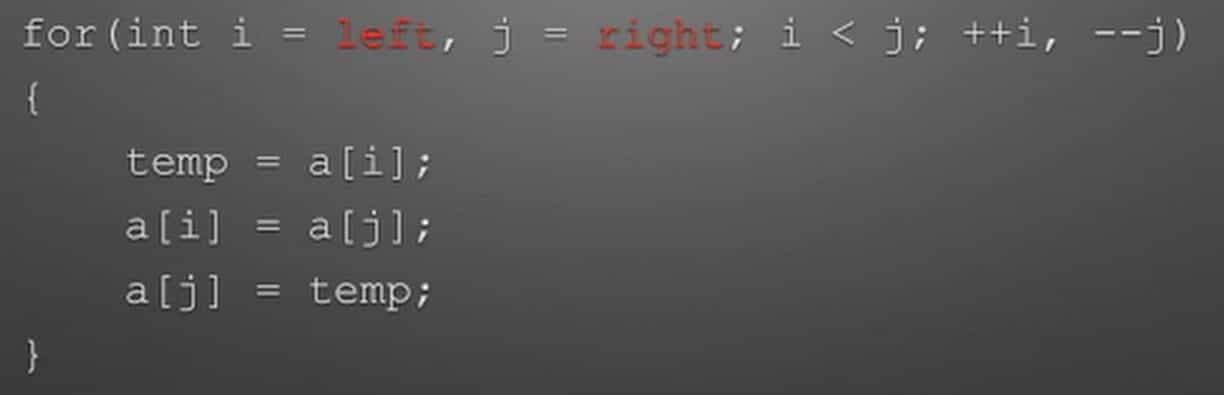 for(int i = left, j = right; i < j; ++i, --j)
{
    temp = a[i];
    a[i] = a[j];
    a[j] = temp;
}